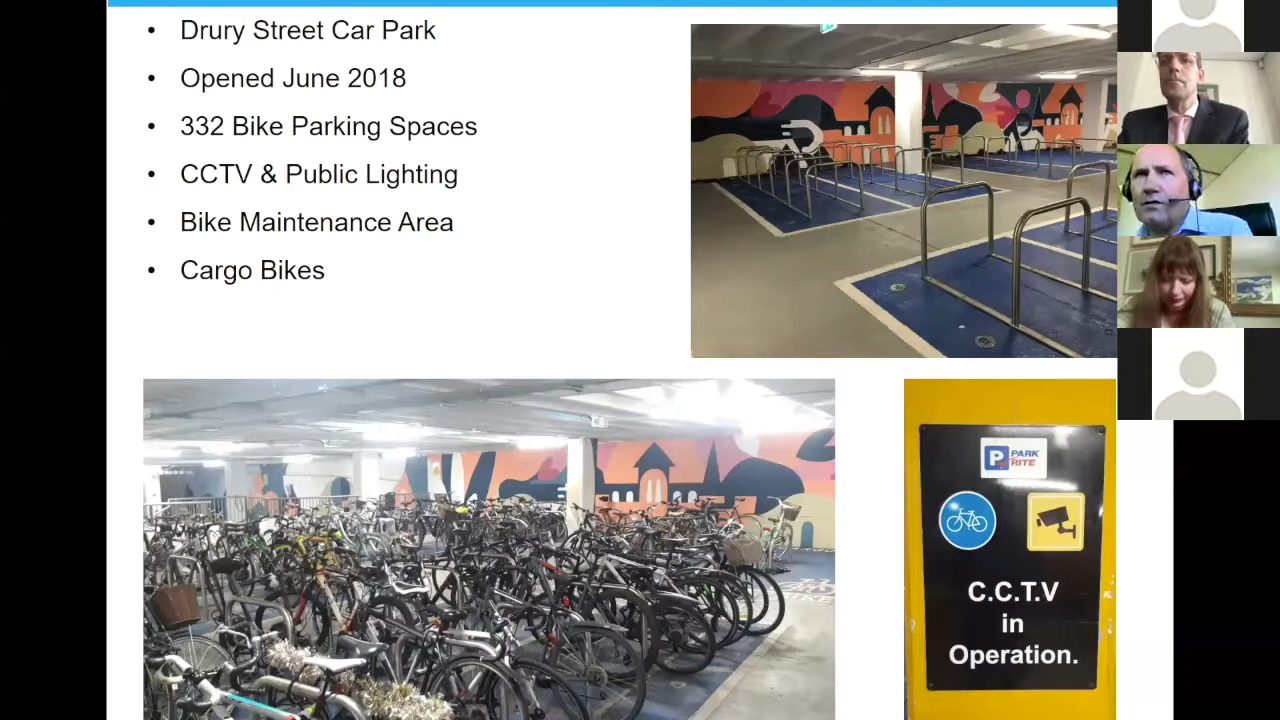 • Drury Street Car Park
• Opened June 2018
• 332 Bike Parking Spaces
• CCTV & Public Lighting
• Bike Maintenance Area
• Cargo Bikes
P PARK
RITE
C.C.T.V
in
Operation.